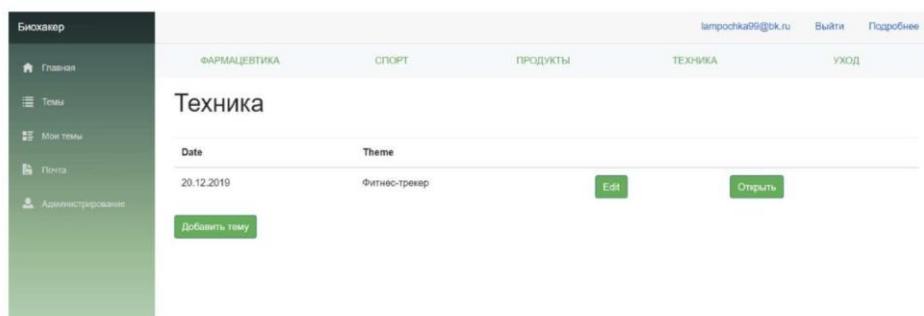 Биохакер
lampochka99@bk.ru Выйти Подробнее
Главная
Темы
Мои темы
Почта
Администрирование
ФАРМАЦЕВТИКА СПОРТ ПРОДУКТЫ ТЕХНИКА УХОД
Техника
Date Theme
20.12.2019 Фитнес-трекер Edit Открыть
Добавить тему